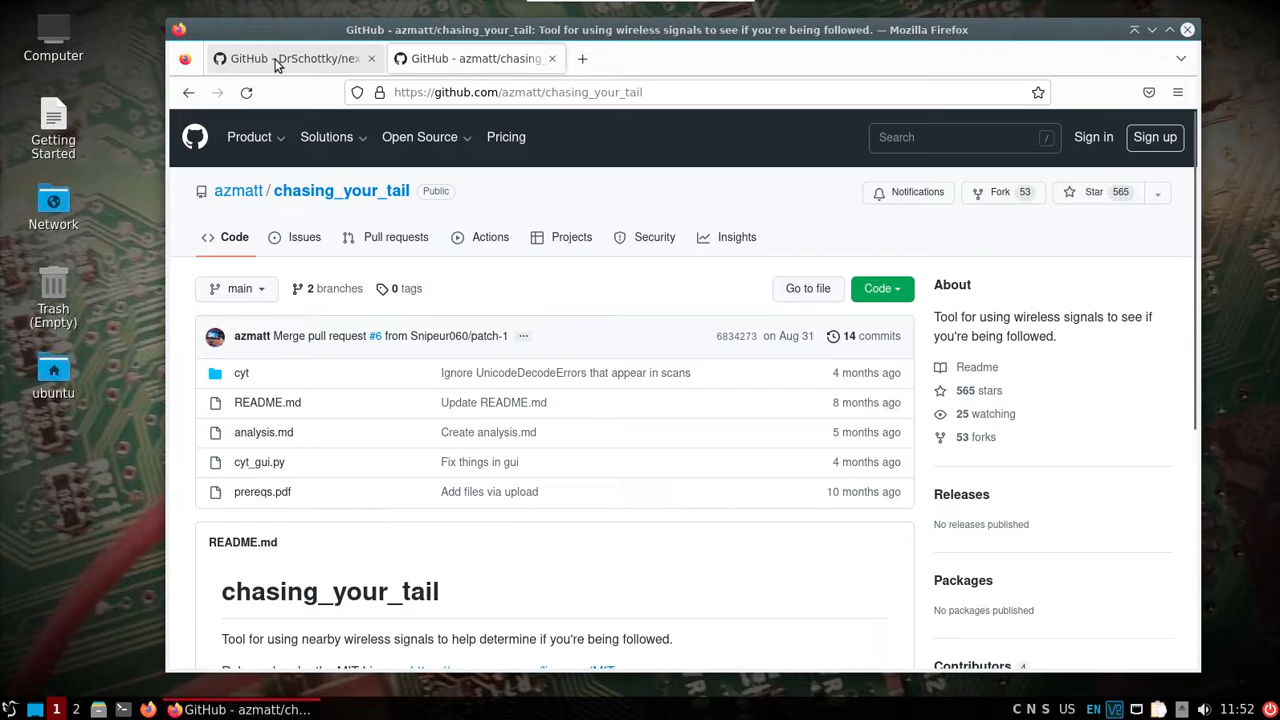 Computer
Getting
Started
Network
Trash
(Empty)
ubuntu
GitHub - azmatt/chasing_your_tail: Tool for using wireless signals to see if you're being followed. — Mozilla Firefox
GitHub - DrSchottky/nex
GitHub - azmatt/chasing_
https://github.com/azmatt/chasing_your_tail
Product
Solutions
Open Source
Pricing
Search
/
Sign in
Sign up
azmatt / chasing_your_tail
Public
Notifications
Fork 53
Star 565
Code
Issues
Pull requests
Actions
Projects
Security
Insights
main
2 branches
0 tags
Go to file
Code
azmatt Merge pull request #6 from Snipeur060/patch-1 ...
6834273 on Aug 31
14 commits
cyt Ignore UnicodeDecodeErrors that appear in scans 4 months ago
README.md Update README.md 8 months ago
analysis.md Create analysis.md 5 months ago
cyt_gui.py Fix things in gui 4 months ago
prereqs.pdf Add files via upload 10 months ago
README.md
chasing_your_tail
Tool for using nearby wireless signals to help determine if you're being followed.
About
Tool for using wireless signals to see if
you're being followed.
Readme
565 stars
25 watching
53 forks
Releases
No releases published
Packages
No packages published
Contributors 4
1
2
GitHub - azmatt/ch...
C N S US EN
11:52